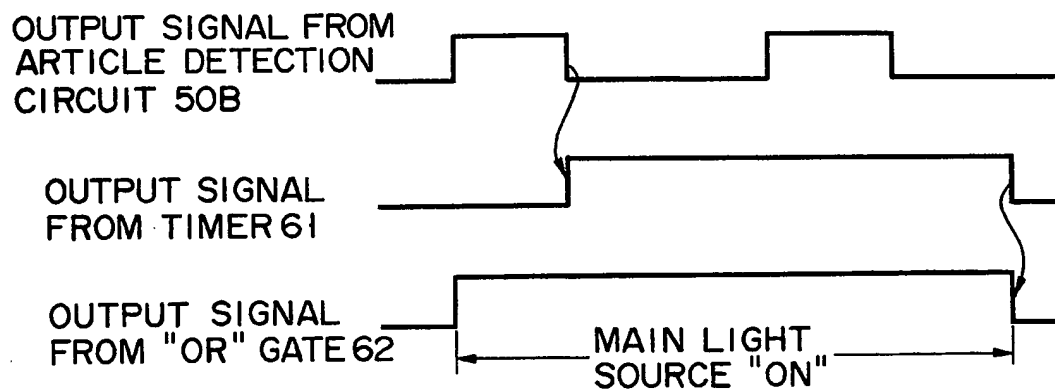 OUTPUT SIGNAL FROM
ARTICLE DETECTION
CIRCUIT 50B
OUTPUT SIGNAL
FROM TIMER 61
OUTPUT SIGNAL
FROM "OR" GATE 62
MAIN LIGHT
SOURCE "ON"